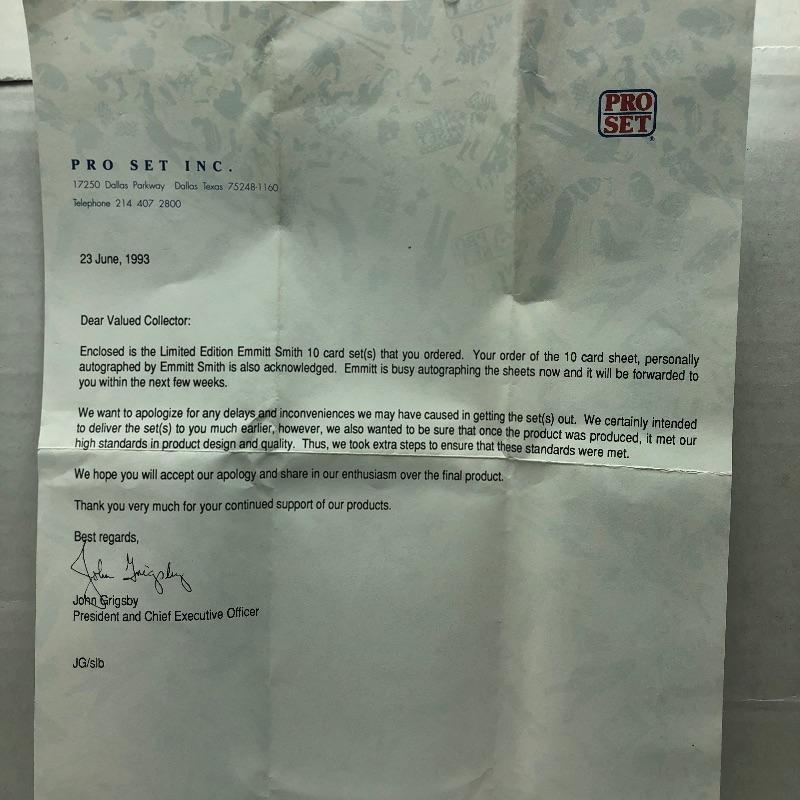 PRO
SET
®
PRO SET INC.
17250 Dallas Parkway Dallas Texas 75248-1160
Telephone 214 407 2800
23 June, 1993
Dear Valued Collector:
Enclosed is the Limited Edition Emmitt Smith 10 card set(s) that you ordered. Your order of the 10 card sheet, personally
autographed by Emmitt Smith is also acknowledged. Emmitt is busy autographing the sheets now and it will be forwarded to
you within the next few weeks.
We want to apologize for any delays and inconveniences we may have caused in getting the set(s) out. We certainly intended
to deliver the set(s) to you much earlier, however, we also wanted to be sure that once the product was produced, it met our
high standards in product design and quality. Thus, we took extra steps to ensure that these standards were met.
We hope you will accept our apology and share in our enthusiasm over the final product.
Thank you very much for your continued support of our products.
Best regards,
John Grigsby
John Grigsby
President and Chief Executive Officer
JG/slb